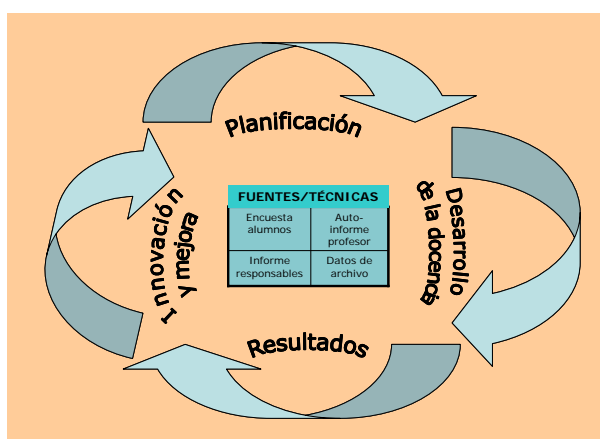 Planificación
Desarrollo
de la docencia
FUENTES/TÉCNICAS
Encuesta
alumnos
Auto-
informe
profesor
Informe
responsables
Datos de
archivo
Resultados
Innovación
y mejora